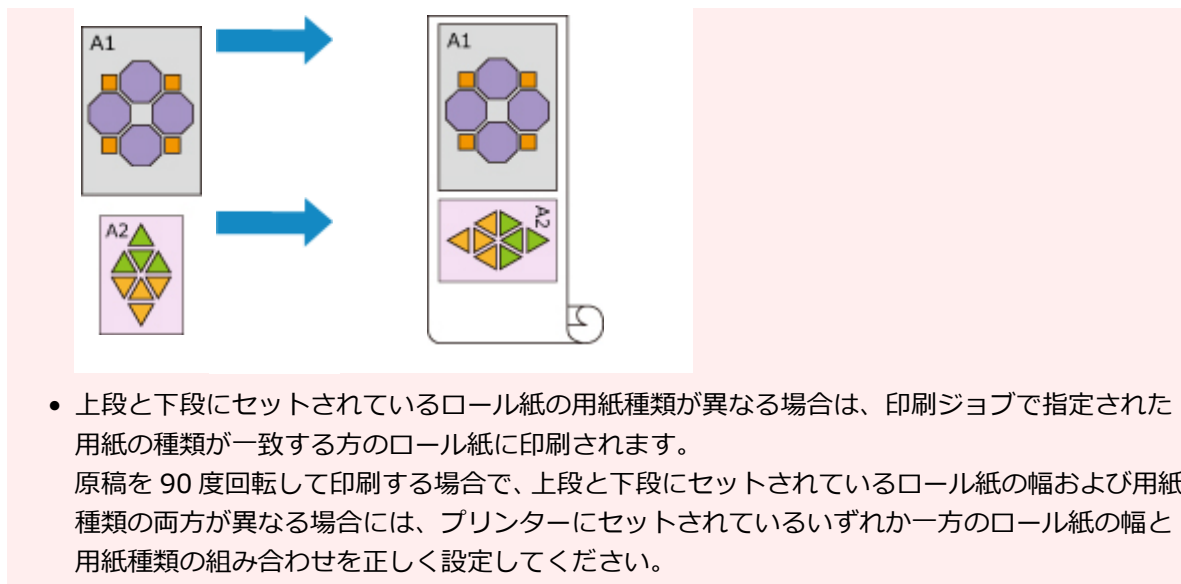 A1
A1
A2
A2
• 上段と下段にセットされているロール紙の用紙種類が異なる場合は、印刷ジョブで指定された
用紙の種類が一致する方のロール紙に印刷されます。
原稿を 90 度回転して印刷する場合で、上段と下段にセットされているロール紙の幅および用紙
種類の両方が異なる場合には、プリンターにセットされているいずれか一方のロール紙の幅と
用紙種類の組み合わせを正しく設定してください。